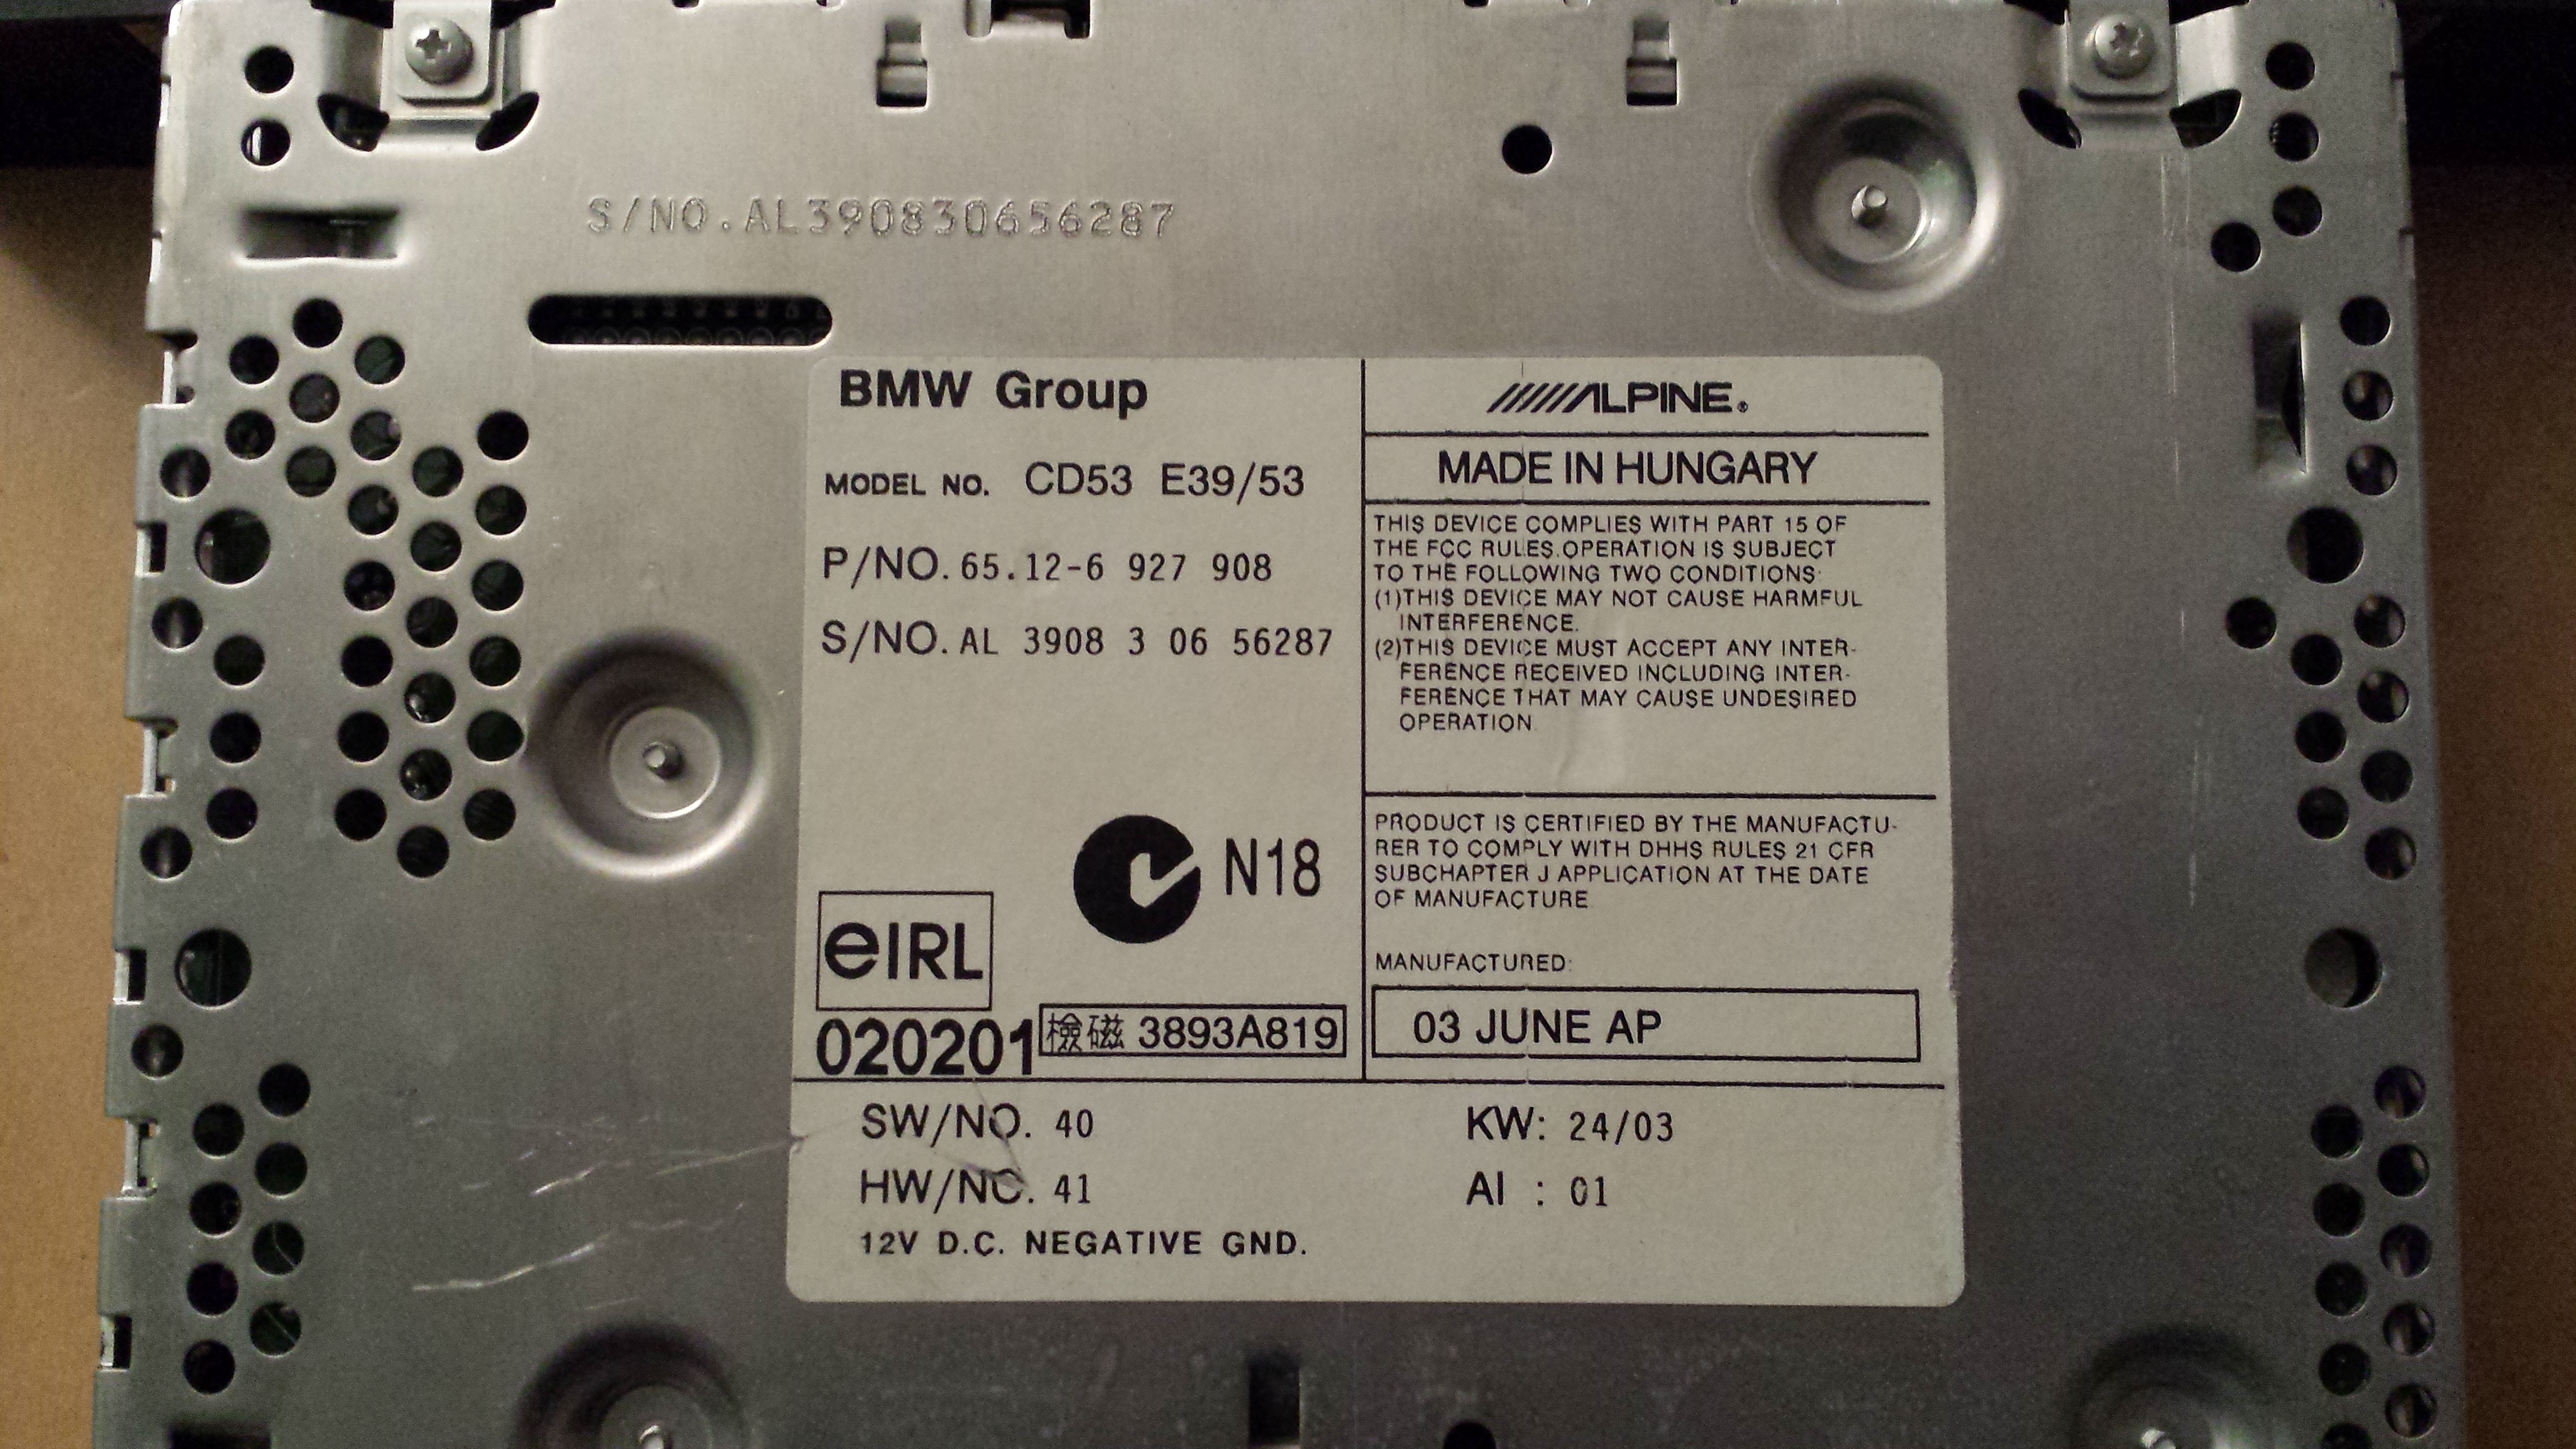 S/NO.AL390830656287
BMW Group
MODEL NO. CD53 E39/53
P/NO. 65.12-6 927 908
S/NO. AL 3908 3 06 56287
N18
eIRL
020201
檢磁 3893A819
ALPINE®
MADE IN HUNGARY
THIS DEVICE COMPLIES WITH PART 15 OF
THE FCC RULES.OPERATION IS SUBJECT
TO THE FOLLOWING TWO CONDITIONS:
(1)THIS DEVICE MAY NOT CAUSE HARMFUL
INTERFERENCE.
(2)THIS DEVICE MUST ACCEPT ANY INTER-
FERENCE RECEIVED INCLUDING INTER-
FERENCE THAT MAY CAUSE UNDESIRED
OPERATION
PRODUCT IS CERTIFIED BY THE MANUFACTU-
RER TO COMPLY WITH DHHS RULES 21 CFR
SUBCHAPTER J APPLICATION AT THE DATE
OF MANUFACTURE
MANUFACTURED:
03 JUNE AP
SW/NO. 40
KW: 24/03
HW/NO. 41
AI : 01
12V D.C. NEGATIVE GND.